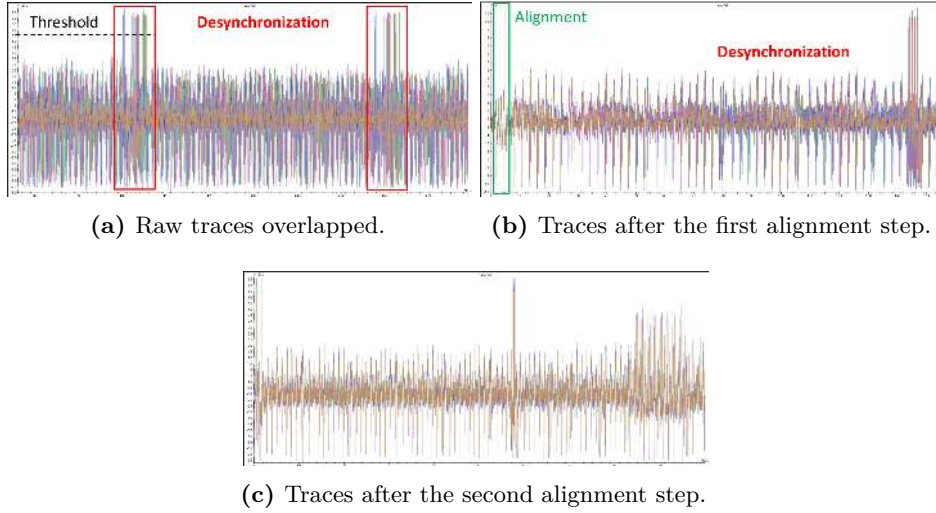 Threshold
Desynchronization
Alignment
Desynchronization
(a) Raw traces overlapped.
(b) Traces after the first alignment step.
(c) Traces after the second alignment step.